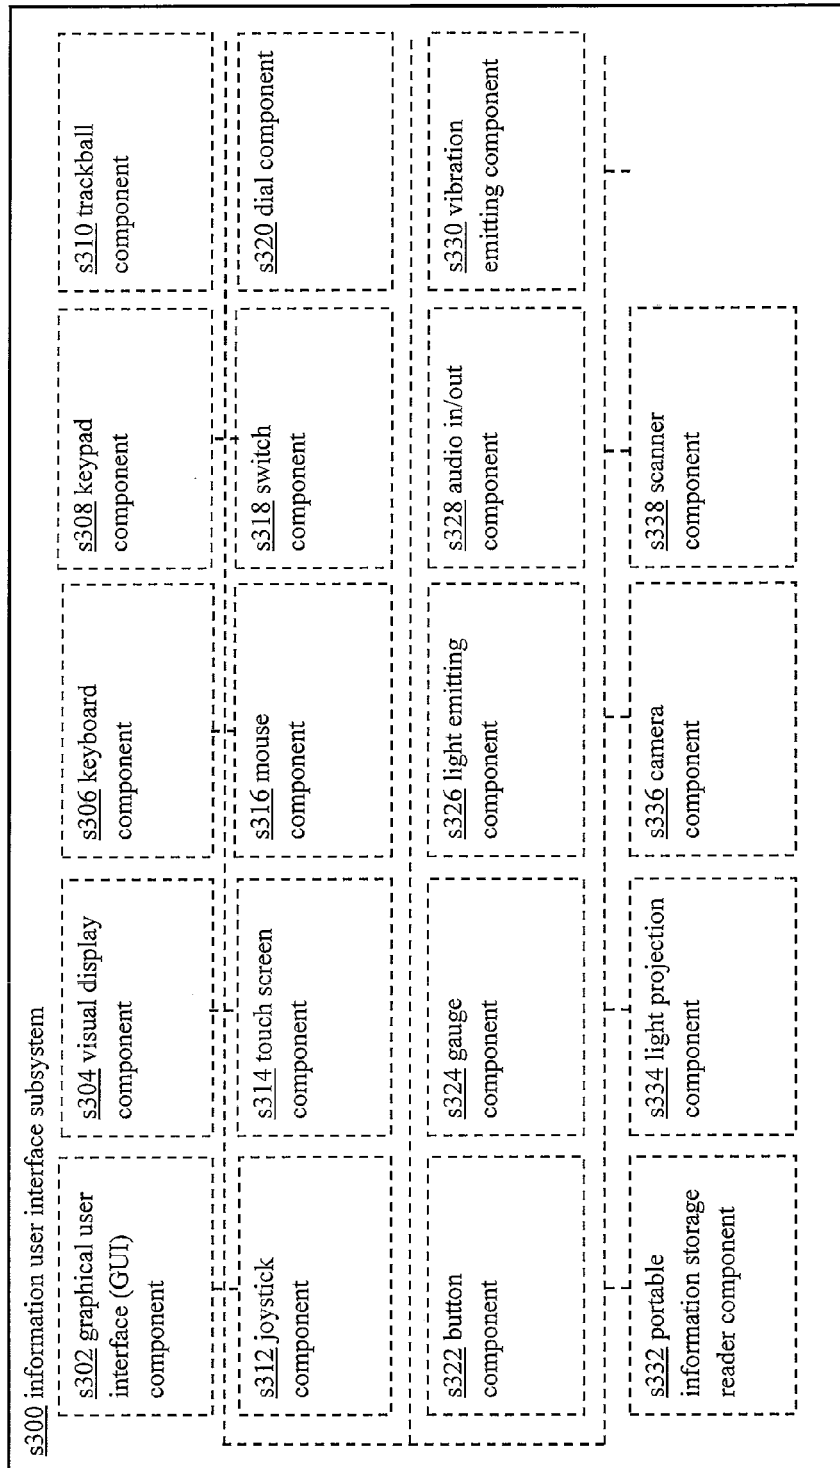 s300 information user interface subsystem
s302 graphical user
interface (GUI)
component
s304 visual display
component
s306 keyboard
component
s308 keypad
component
s310 trackball
component
s312 joystick
component
s314 touch screen
component
s316 mouse
component
s318 switch
component
s320 dial component
s322 button
component
s324 gauge
component
s326 light emitting
component
s328 audio in/out
component
s330 vibration
emitting component
s332 portable
information storage
reader component
s334 light projection
component
s336 camera
component
s338 scanner
component